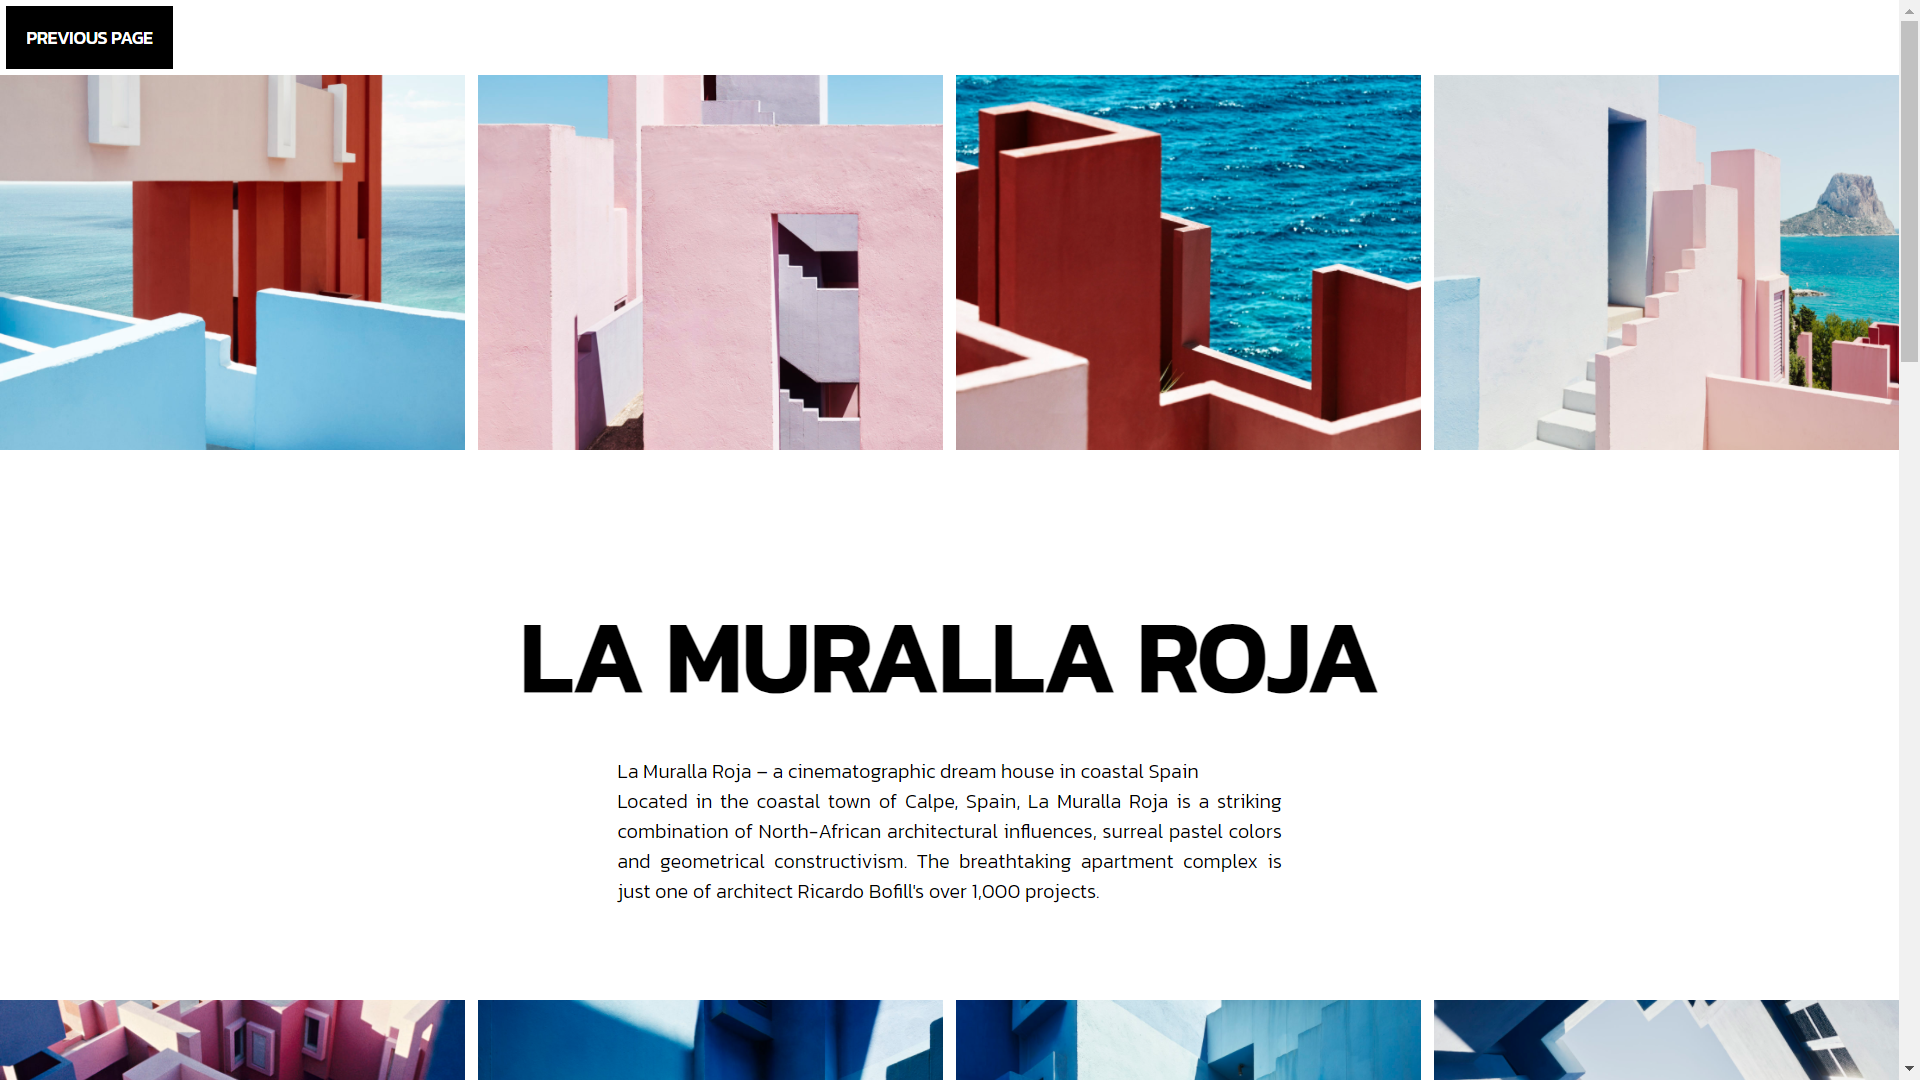 PREVIOUS PAGE
LA MURALLA ROJA
La Muralla Roja – a cinematographic dream house in coastal Spain
Located in the coastal town of Calpe, Spain, La Muralla Roja is a striking
combination of North-African architectural influences, surreal pastel colors
and geometrical constructivism. The breathtaking apartment complex is
just one of architect Ricardo Bofill's over 1,000 projects.